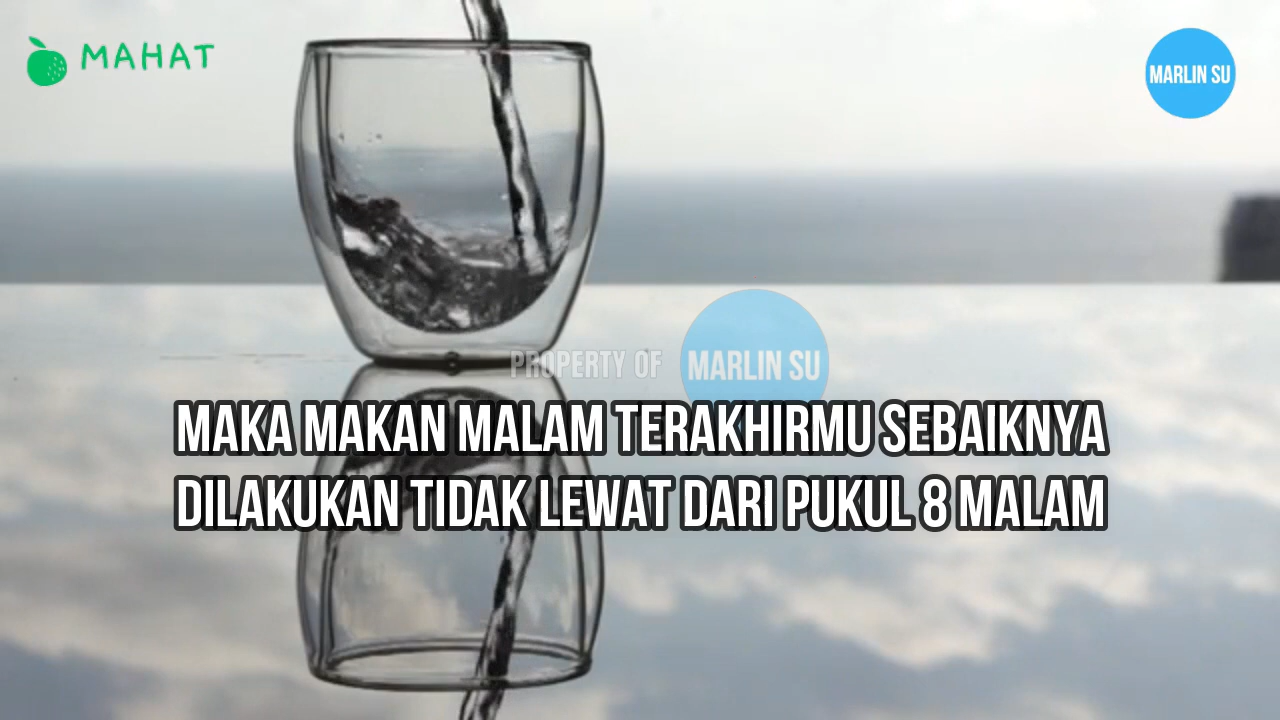 MAHAT
MARLIN SU
PROPERTY OF MARLIN SU
MAKA MAKAN MALAM TERAKHIRMU SEBAIKNYA
DILAKUKAN TIDAK LEWAT DARI PUKUL 8 MALAM